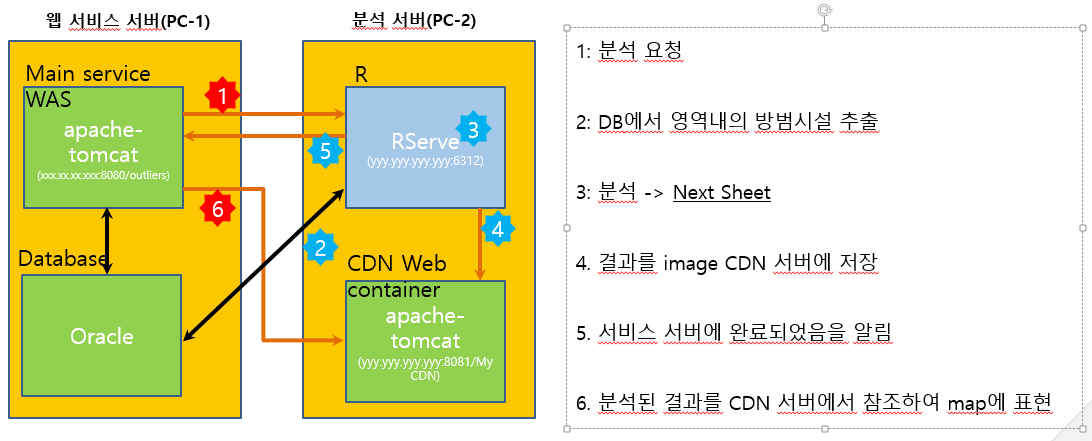 웹 서비스 서버(PC-1)
분석 서버(PC-2)
Main service
WAS
apache-
tomcat
(xxx.xx.xx.xxx:8080/outliers)
Database
Oracle
R
RServe
(yyy.yyy.yyy.yyy:6312)
CDN Web
container
apache-
tomcat
(yyy.yyy.yyy.yyy:8081/My
CDN)
1
5
3
6
4
2
1: 분석 요청
2: DB에서 영역내의 방범시설 추출
3: 분석 -> Next Sheet
4. 결과를 image CDN 서버에 저장
5: 서비스 서버에 완료되었음을 알림
6. 분석된 결과를 CDN 서버에서 참조하여 map에 표현